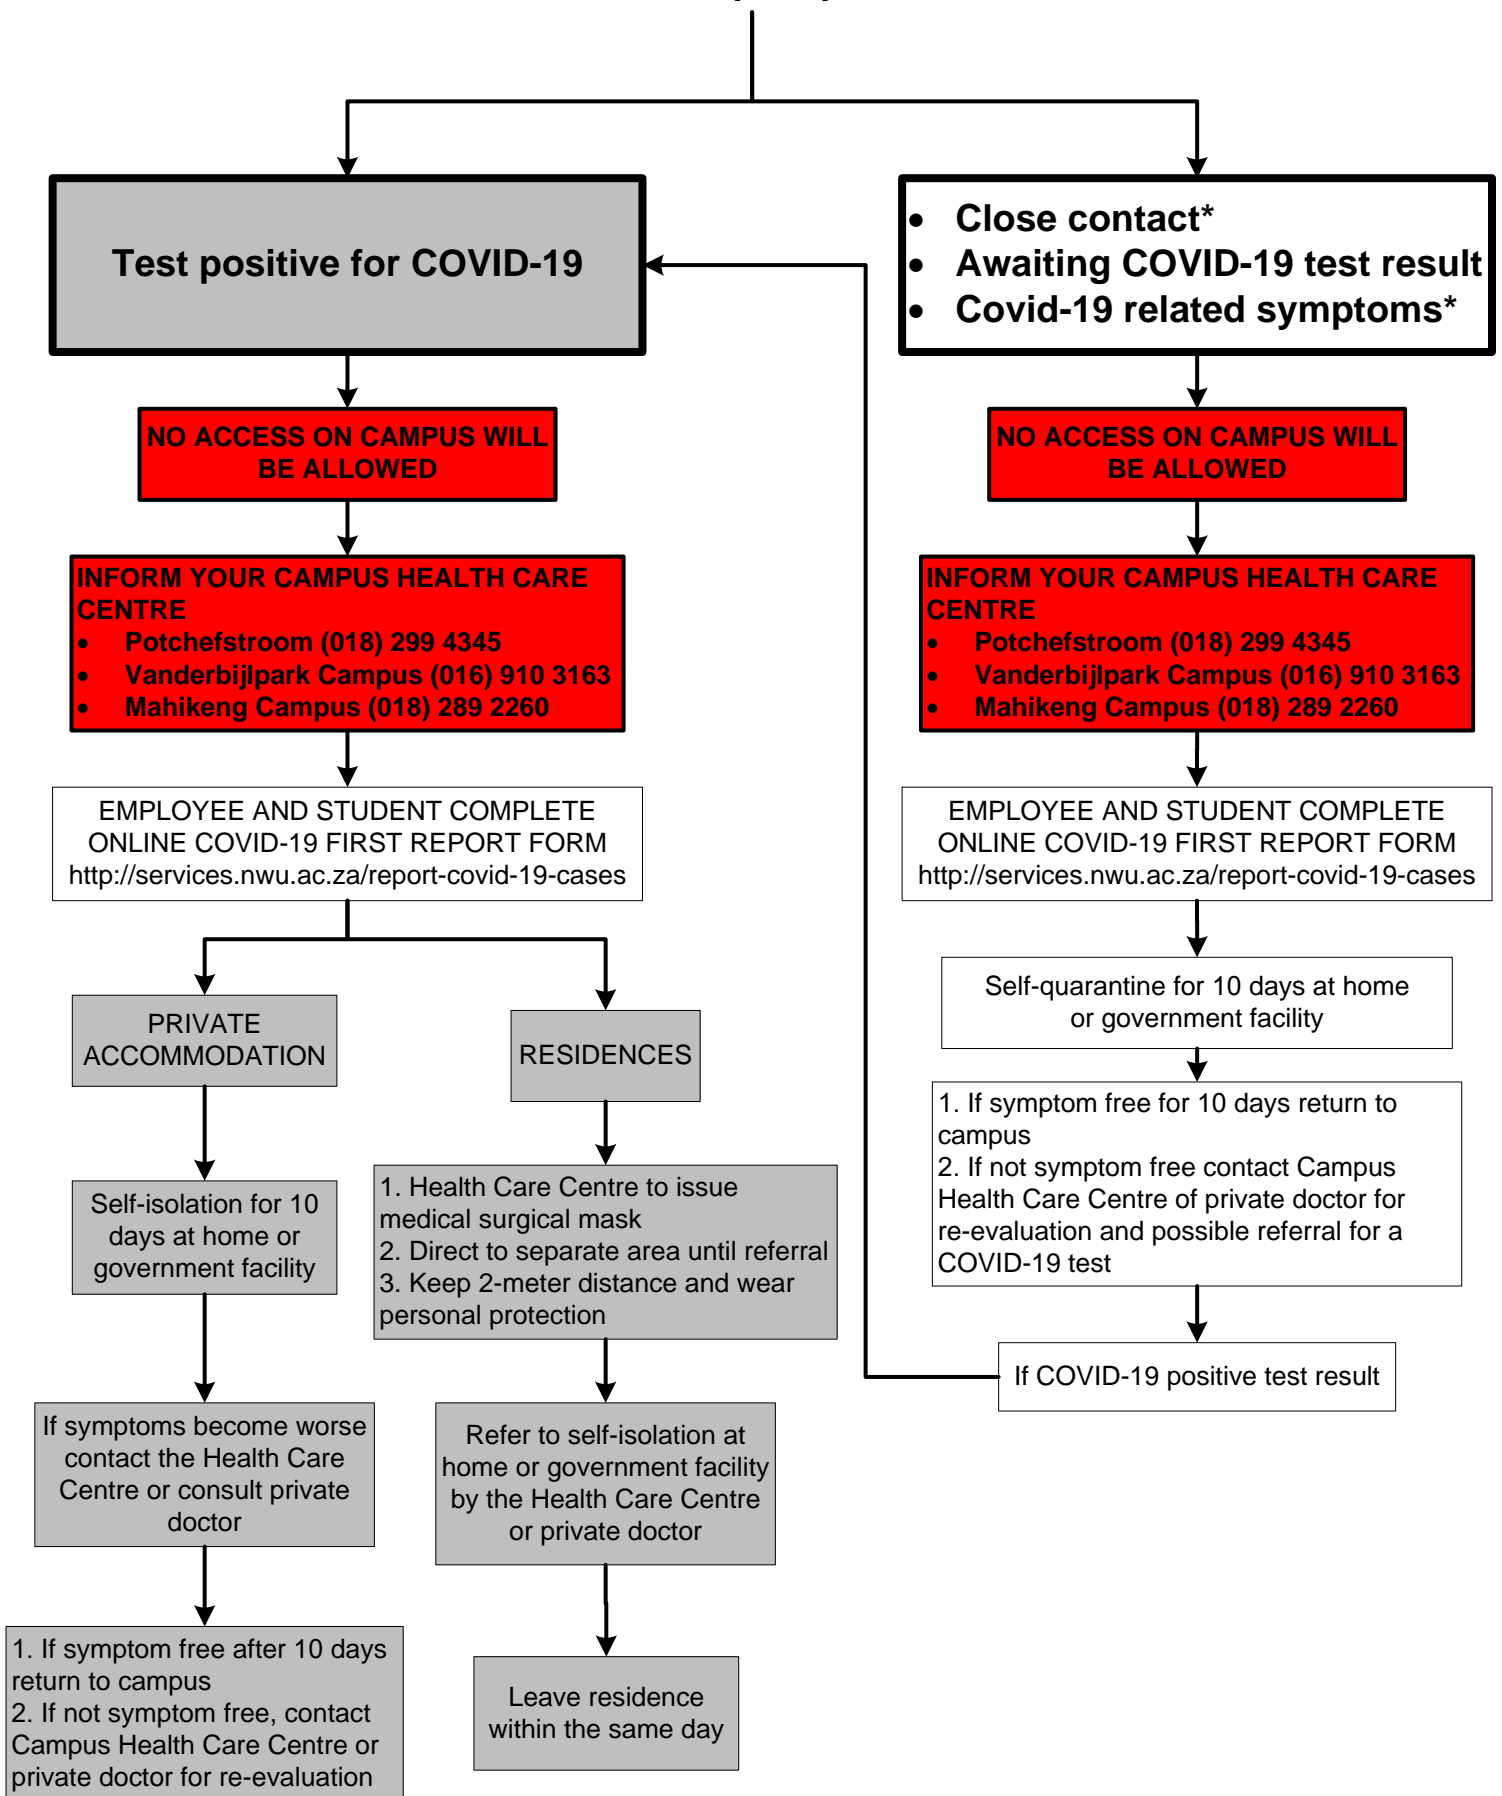 Test positive for COVID-19
• Close contact*
• Awaiting COVID-19 test result
• Covid-19 related symptoms*
NO ACCESS ON CAMPUS WILL
BE ALLOWED
NO ACCESS ON CAMPUS WILL
BE ALLOWED
INFORM YOUR CAMPUS HEALTH CARE
CENTRE
• Potchefstroom (018) 299 4345
• Vanderbijlpark Campus (016) 910 3163
• Mahikeng Campus (018) 289 2260
INFORM YOUR CAMPUS HEALTH CARE
CENTRE
• Potchefstroom (018) 299 4345
• Vanderbijlpark Campus (016) 910 3163
• Mahikeng Campus (018) 289 2260
EMPLOYEE AND STUDENT COMPLETE
ONLINE COVID-19 FIRST REPORT FORM
http://services.nwu.ac.za/report-covid-19-cases
EMPLOYEE AND STUDENT COMPLETE
ONLINE COVID-19 FIRST REPORT FORM
http://services.nwu.ac.za/report-covid-19-cases
PRIVATE
ACCOMMODATION
RESIDENCES
Self-quarantine for 10 days at home
or government facility
Self-isolation for 10
days at home or
government facility
1. Health Care Centre to issue
medical surgical mask
2. Direct to separate area until referral
3. Keep 2-meter distance and wear
personal protection
1. If symptom free for 10 days return to
campus
2. If not symptom free contact Campus
Health Care Centre of private doctor for
re-evaluation and possible referral for a
COVID-19 test
If COVID-19 positive test result
If symptoms become worse
contact the Health Care
Centre or consult private
doctor
Refer to self-isolation at
home or government facility
by the Health Care Centre
or private doctor
1. If symptom free after 10 days
return to campus
2. If not symptom free, contact
Campus Health Care Centre or
private doctor for re-evaluation
Leave residence
within the same day